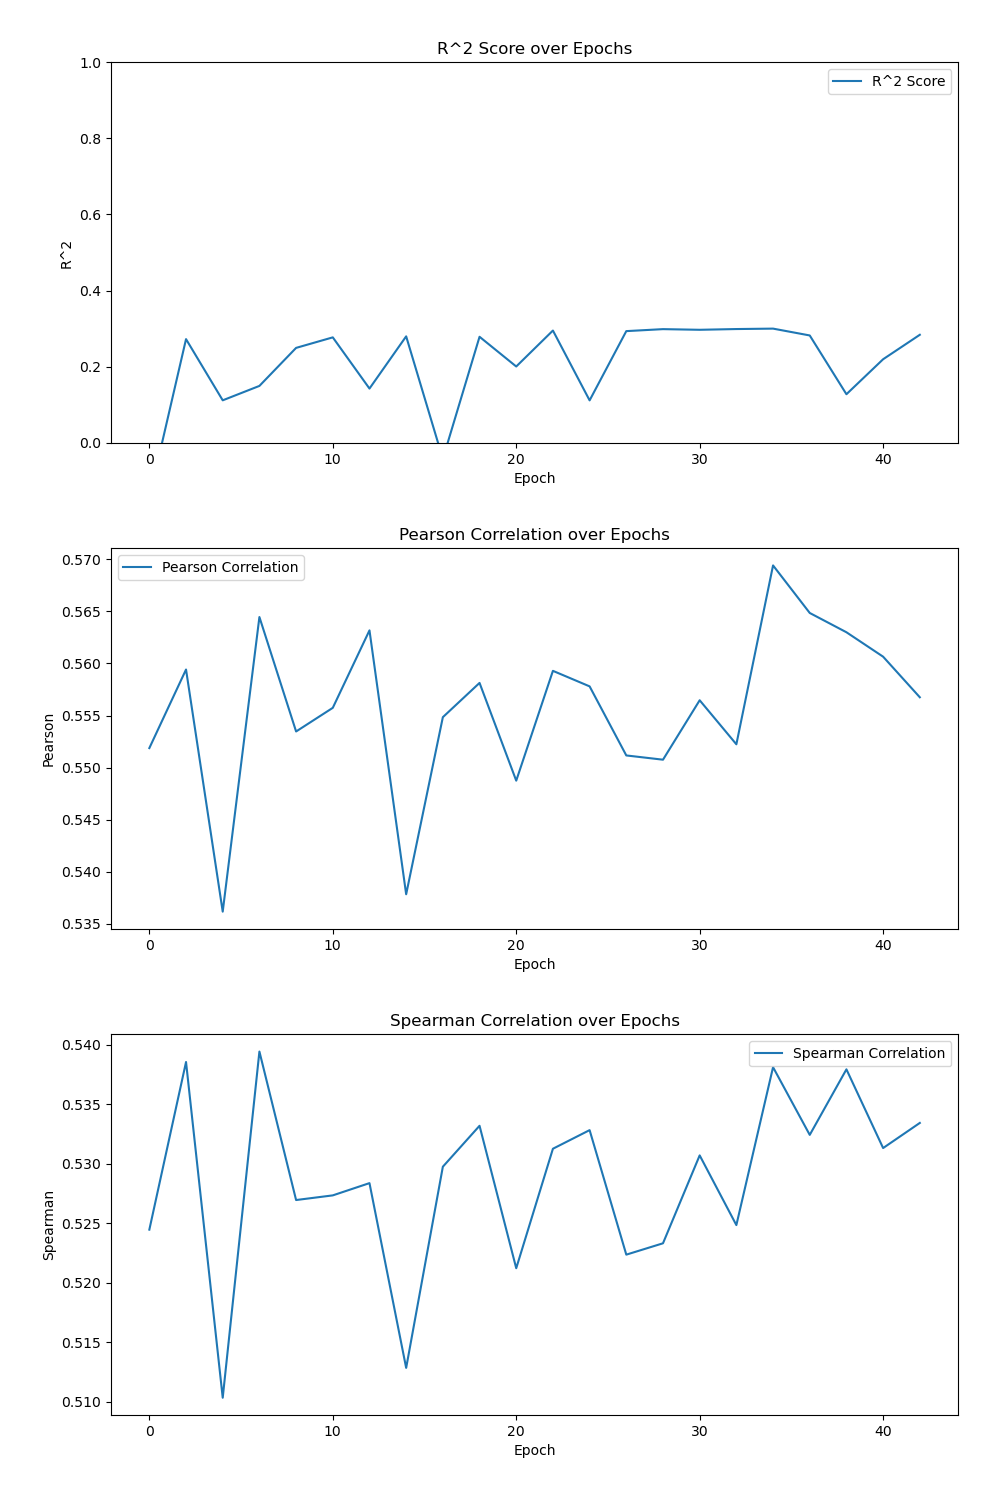 R^2 Score over Epochs
1.0
R^2 Score
0.8
0.6
R^2
0.4
0.2
0.0
0 10 20 30 40
Epoch
Pearson Correlation over Epochs
0.570
Pearson Correlation
0.565
0.560
0.555
Pearson
0.550
0.545
0.540
0.535
0 10 20 30 40
Epoch
Spearman Correlation over Epochs
0.540
Spearman Correlation
0.535
0.530
0.525
Spearman
0.520
0.515
0.510
0 10 20 30 40
Epoch